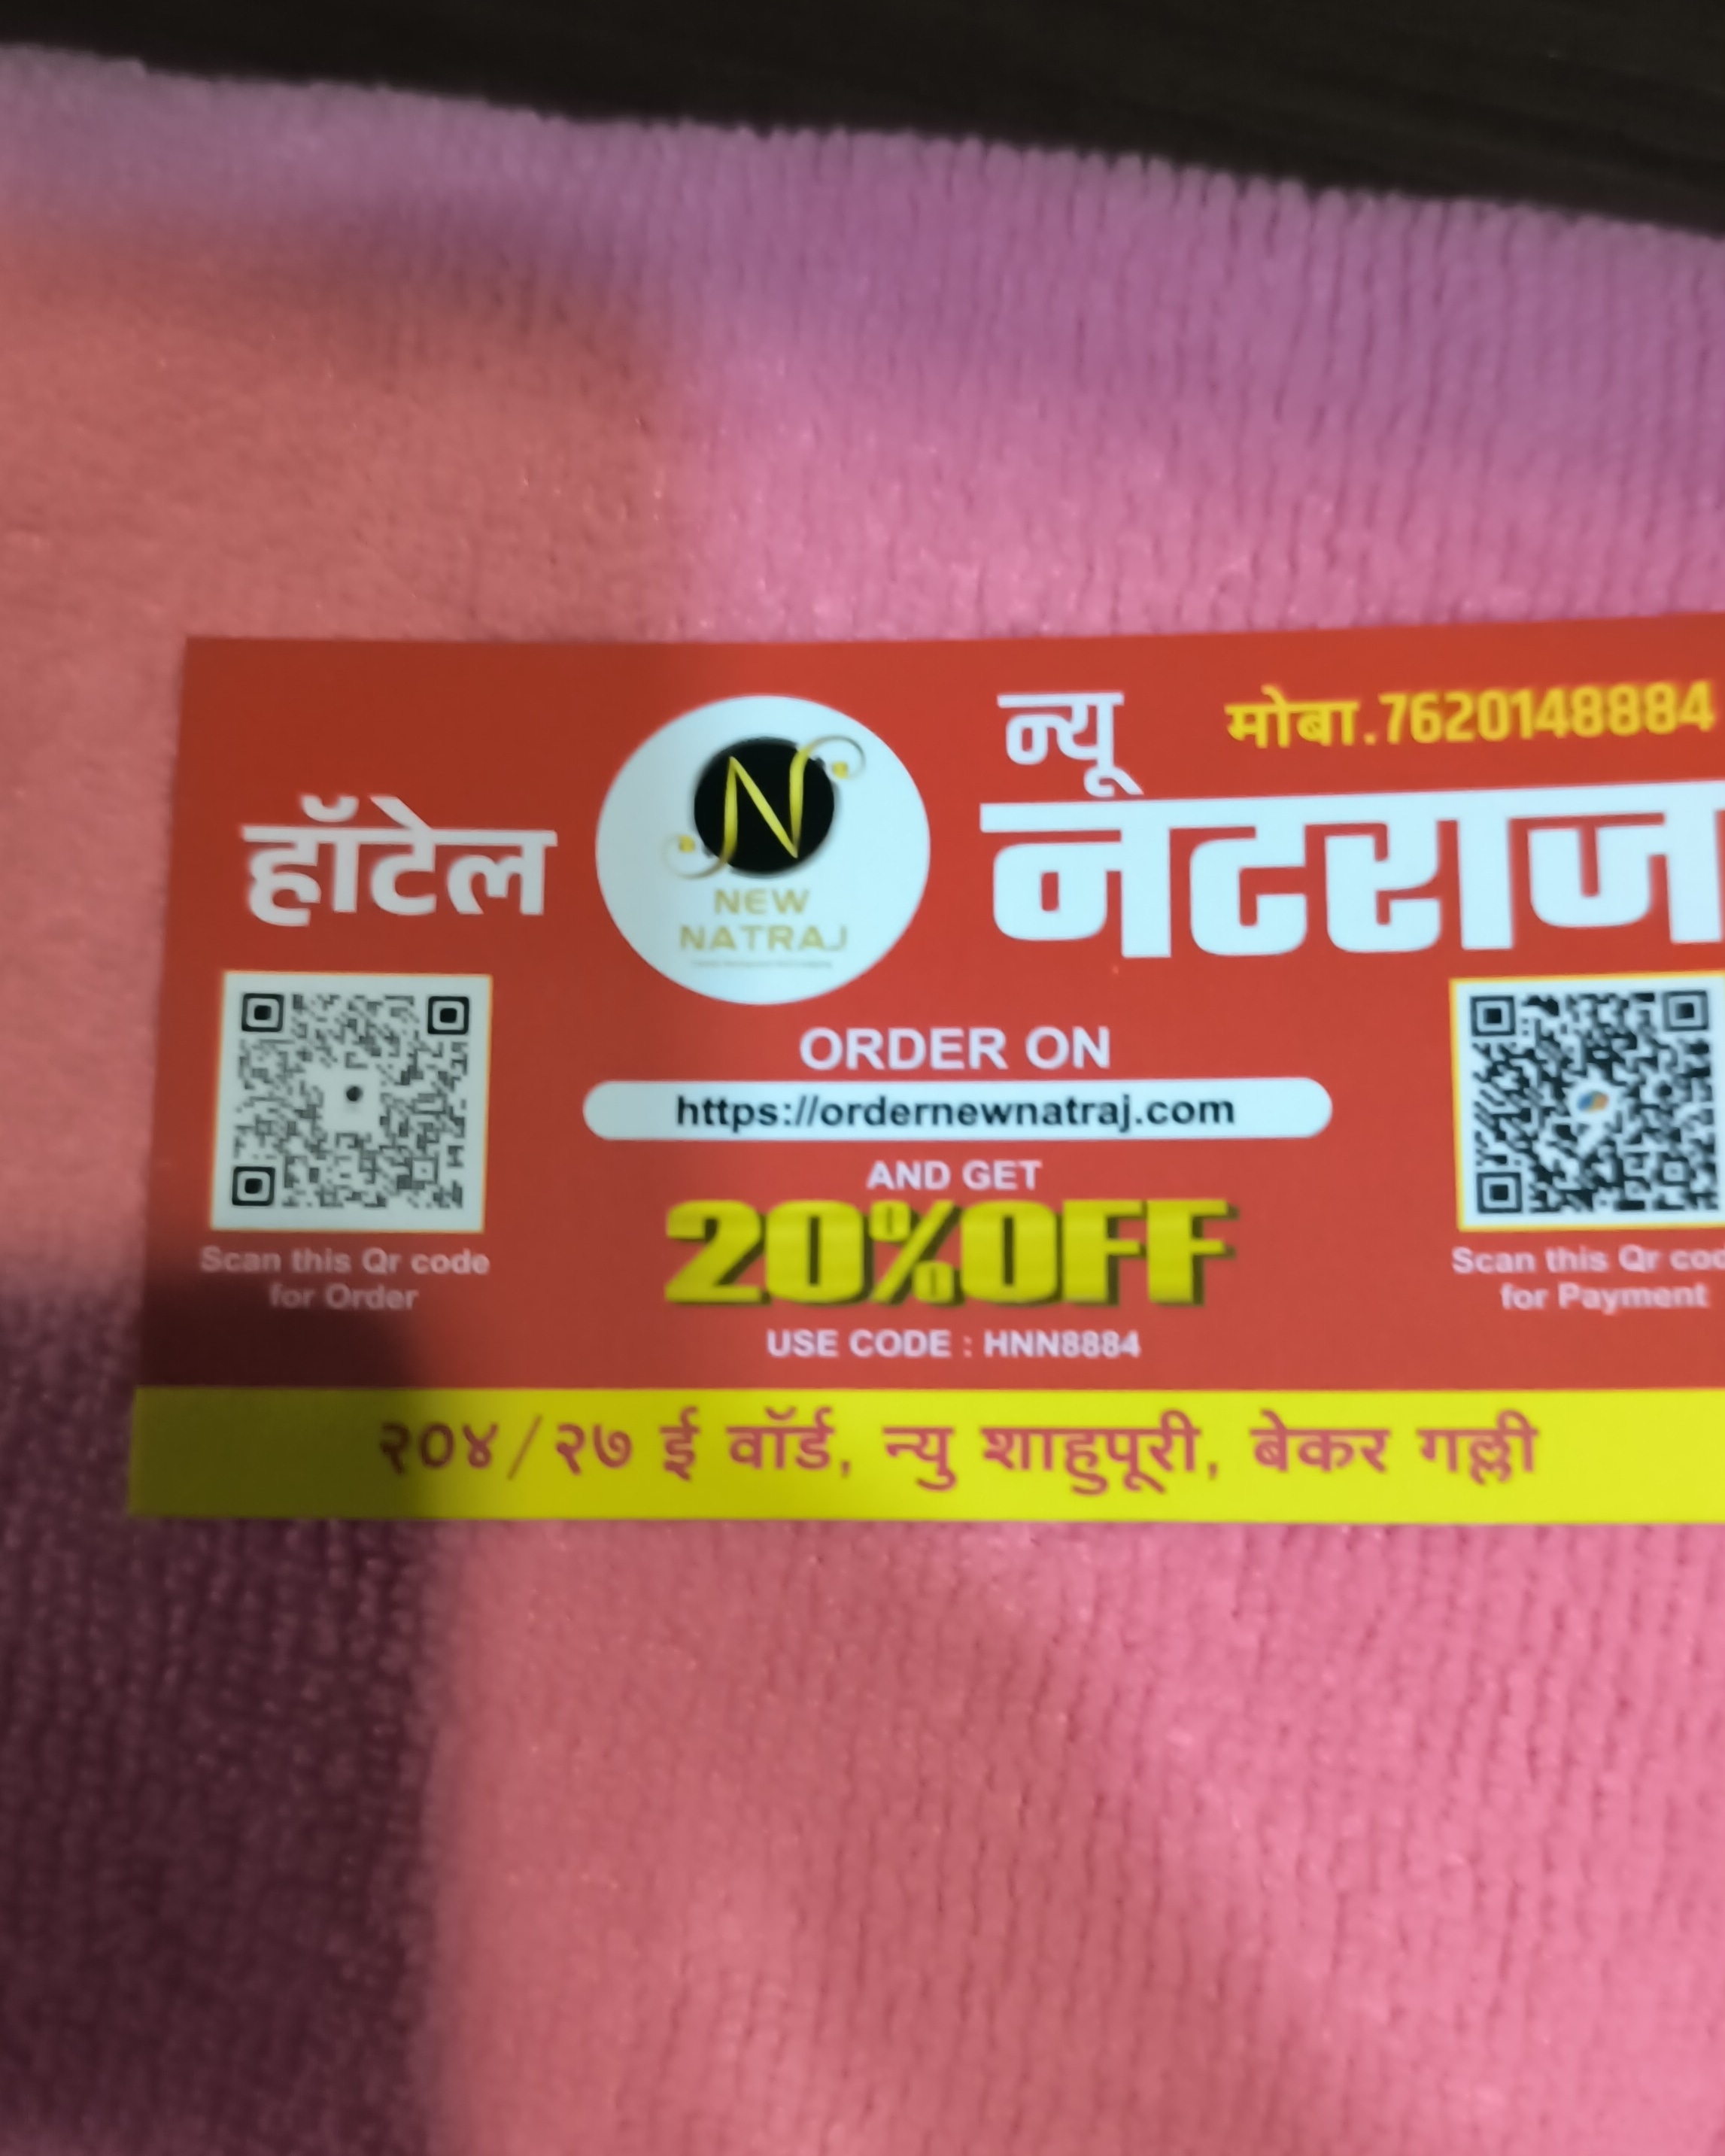 हॉटेल
NEW
NATRAJ
न्यू
मोबा.7620148884
नटराज
ORDER ON
https://ordernewnatraj.com
AND GET
20%OFF
USE CODE : HNN8884
Scan this Qr code
for Order
Scan this Qr
for Payment
२०४/२७ ई वॉर्ड, न्यु शाहुपूरी, बेकर गल्ली